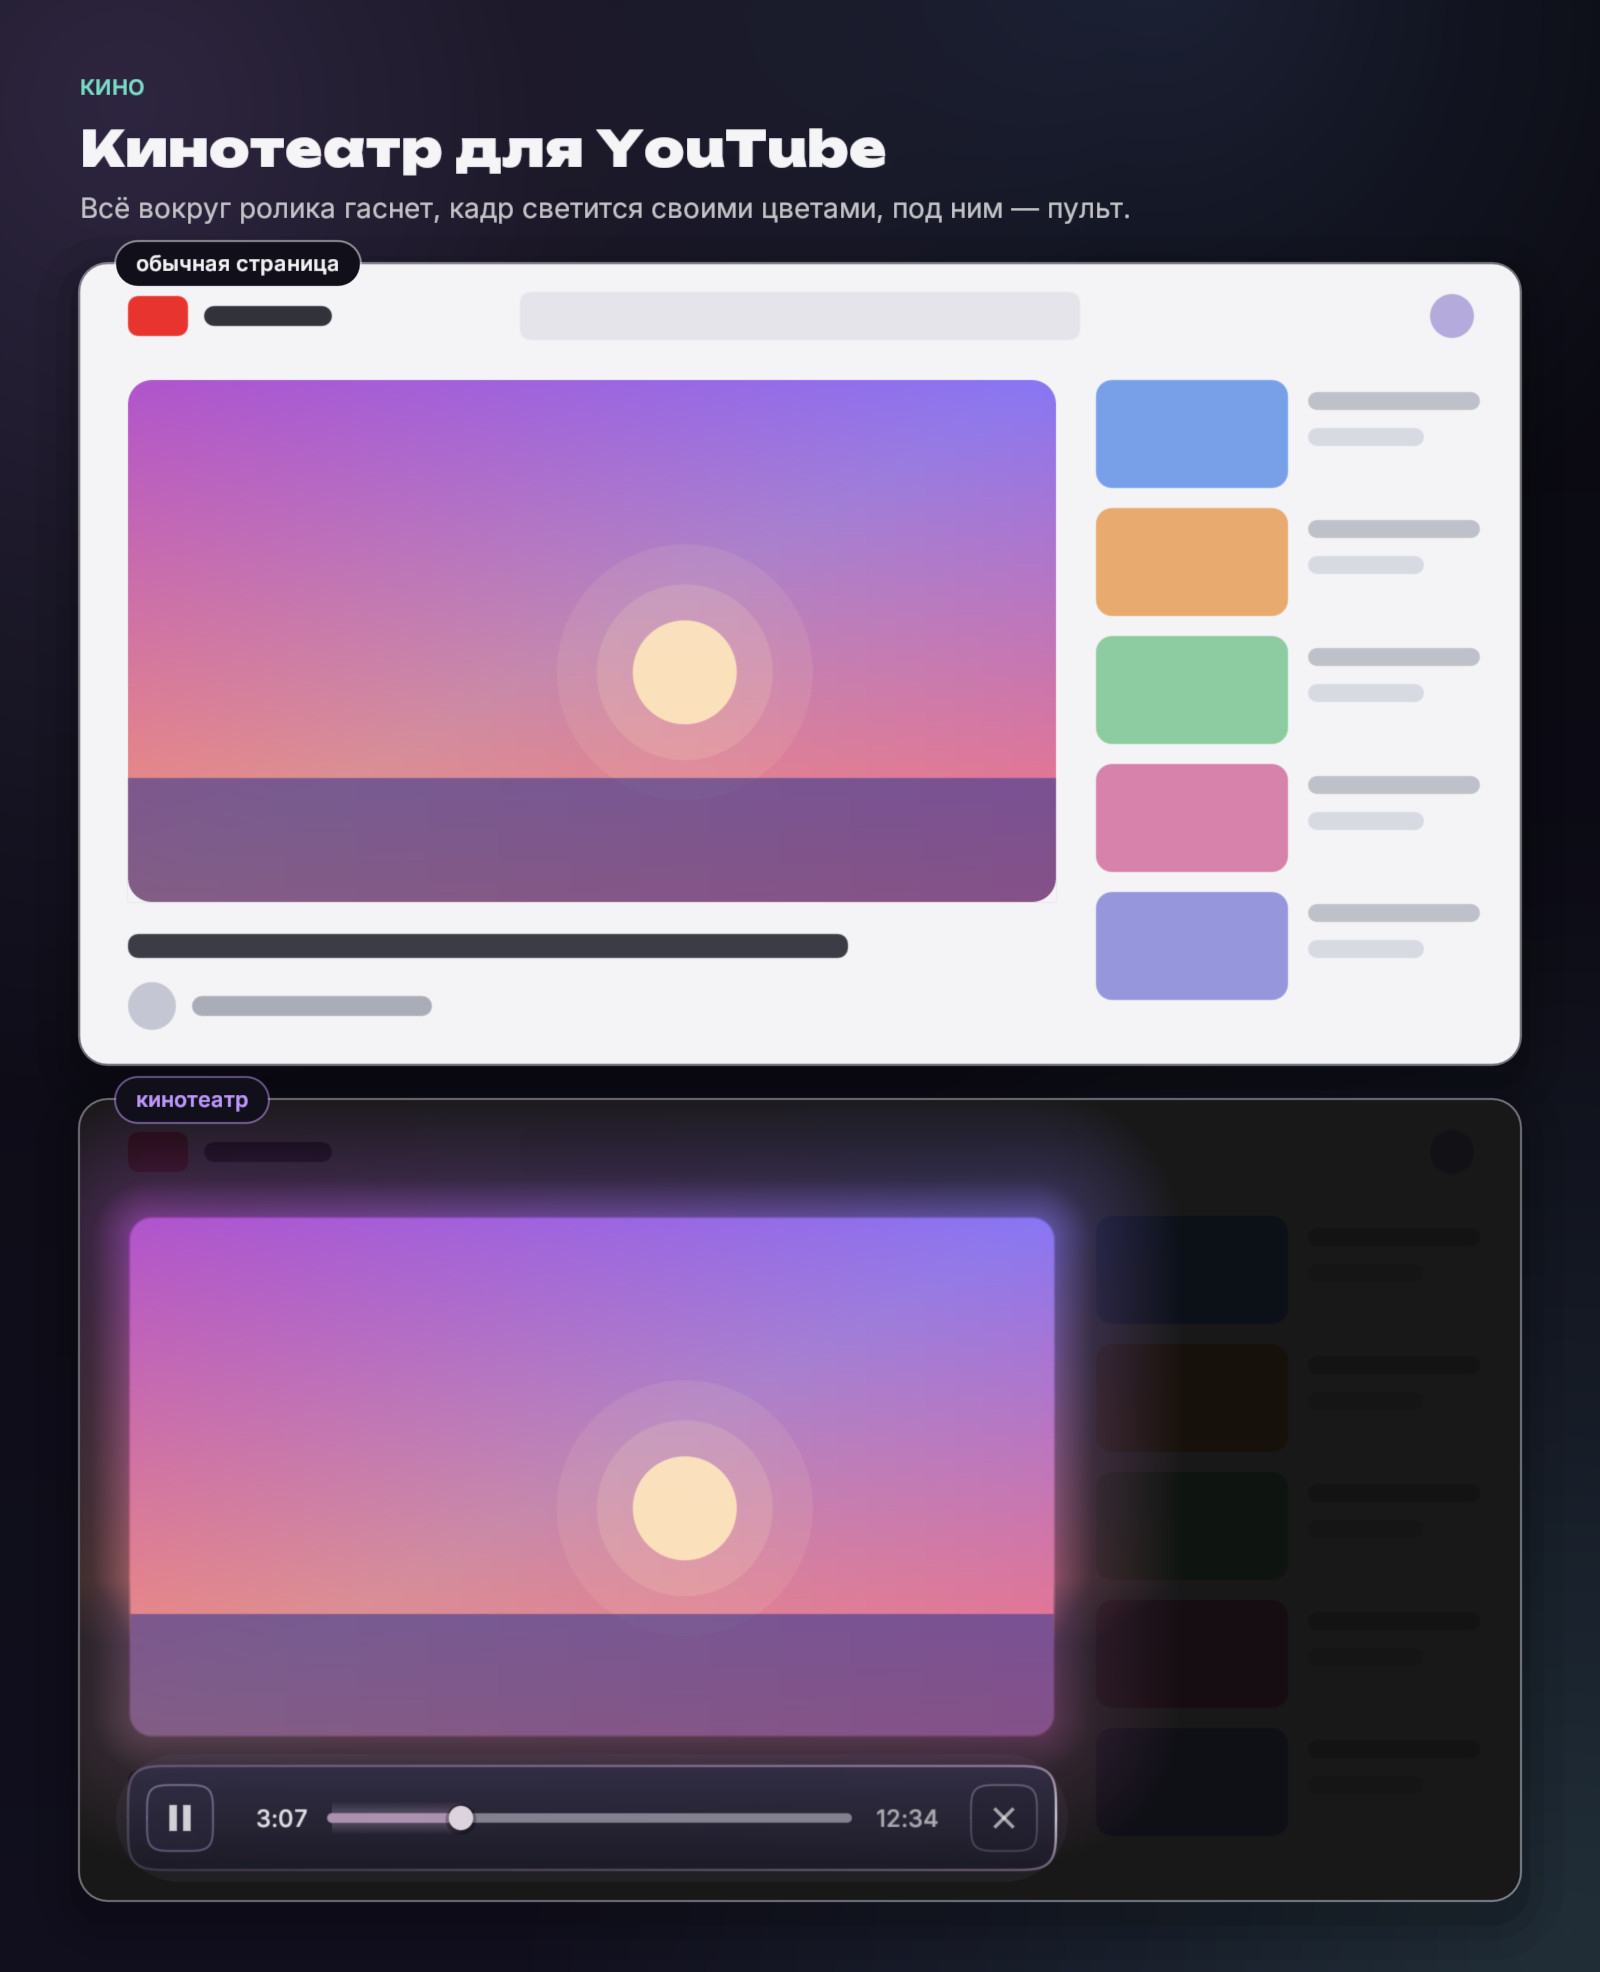 КИНО
Кинотеатр для YouTube
Всё вокруг ролика гаснет, кадр светится своими цветами, под ним — пульт.
обычная страница
кинотеатр
3:07 12:34